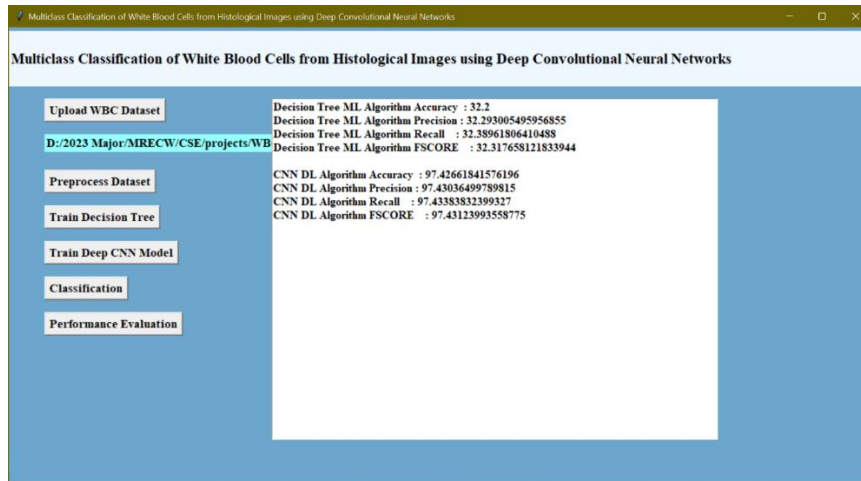 Multiclass Classification of White Blood Cells from Histological Images using Deep Convolutional Neural Networks
Multiclass Classification of White Blood Cells from Histological Images using Deep Convolutional Neural Networks
Upload WBC Dataset
D:/2023 Major/MRECW/CSE/projects/WB
Preprocess Dataset
Train Decision Tree
Train Deep CNN Model
Classification
Performance Evaluation
Decision Tree ML Algorithm Accuracy : 32.2
Decision Tree ML Algorithm Precision : 32.293005495956855
Decision Tree ML Algorithm Recall : 32.38961806410488
Decision Tree ML Algorithm FSCORE : 32.317658121833944
CNN DL Algorithm Accuracy : 97.42661841576196
CNN DL Algorithm Precision : 97.43036499789815
CNN DL Algorithm Recall : 97.43383832399327
CNN DL Algorithm FSCORE : 97.43123993558775